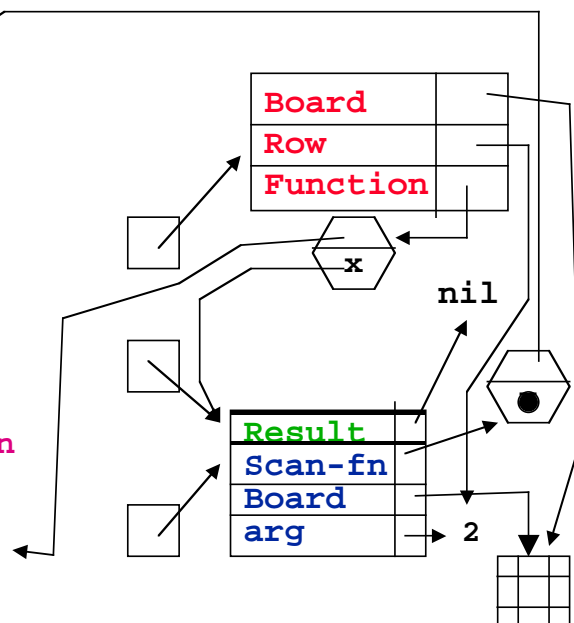 Board
Row
Function
x
nil
n
Result
Scan-fn
Board
arg
2